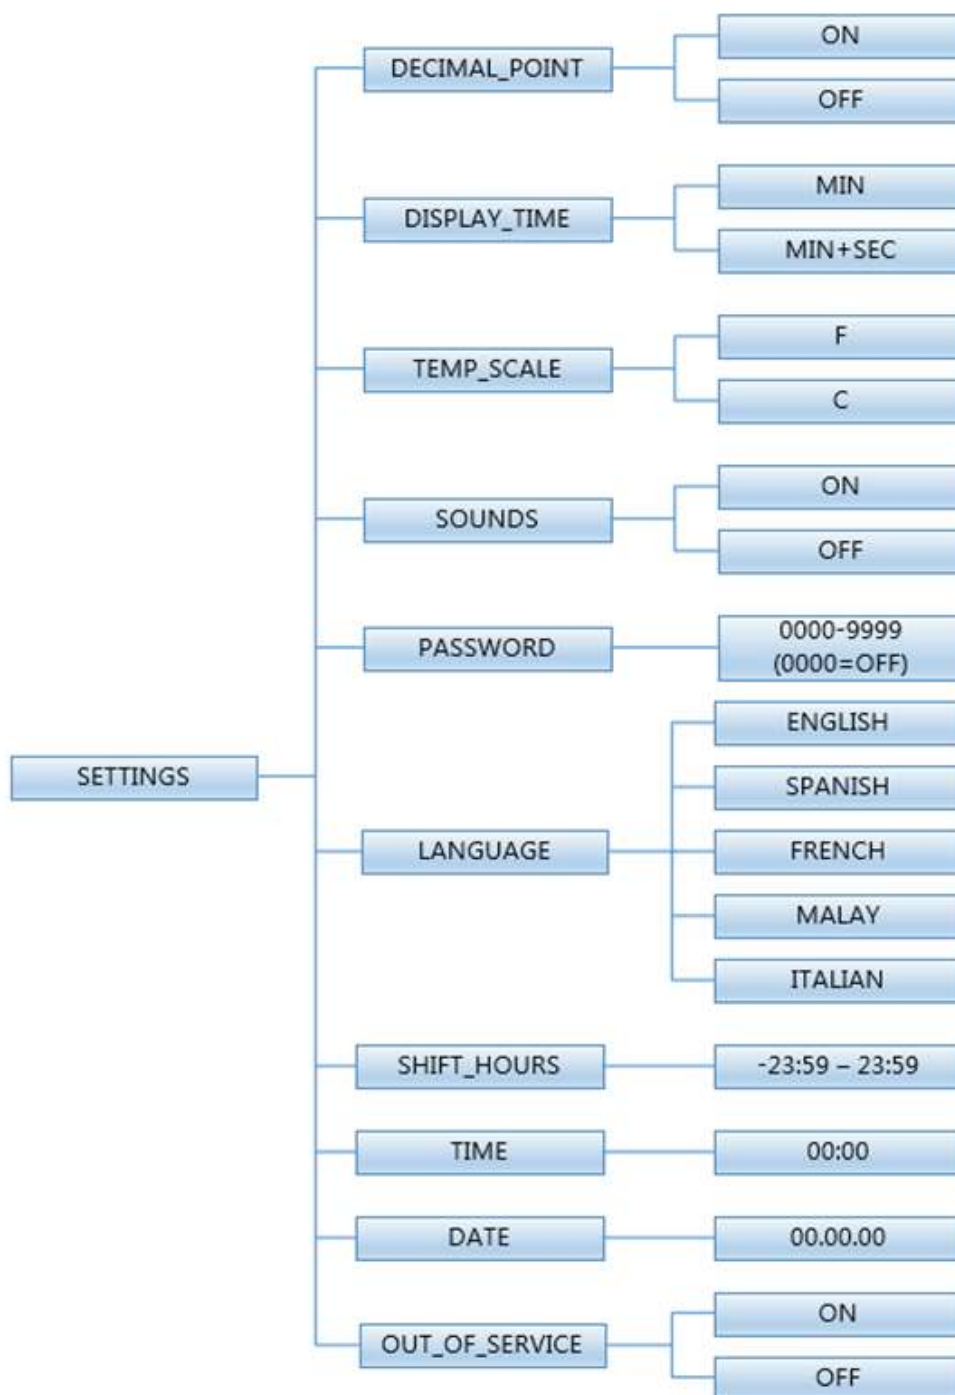 SETTINGS
DECIMAL_POINT
ON
OFF
DISPLAY_TIME
MIN
MIN+SEC
TEMP_SCALE
F
C
SOUNDS
ON
OFF
PASSWORD
0000-9999
(0000=OFF)
LANGUAGE
ENGLISH
SPANISH
FRENCH
MALAY
ITALIAN
SHIFT_HOURS
-23:59 – 23:59
TIME
00:00
DATE
00.00.00
OUT_OF_SERVICE
ON
OFF